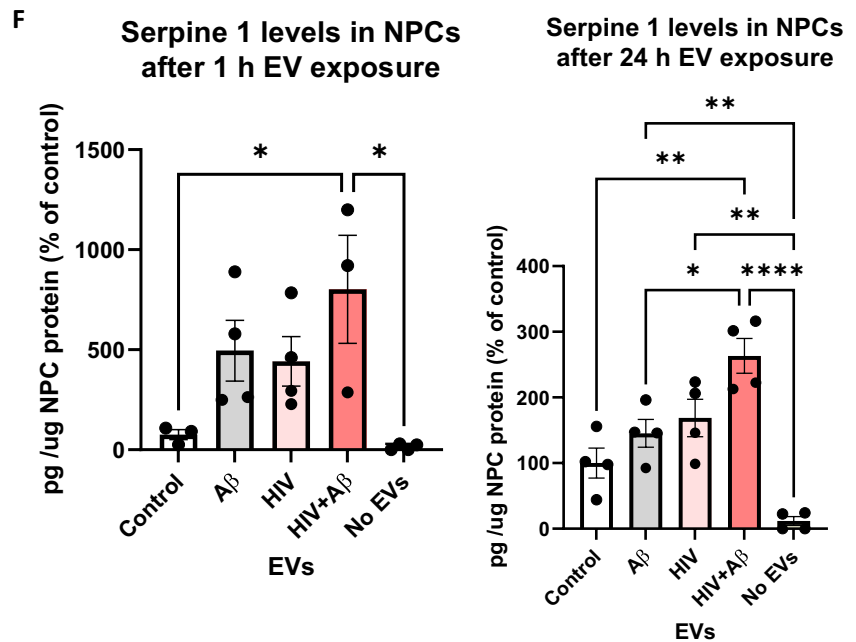 F
Serpine 1 levels in NPCs
after 1 h EV exposure
pg /ug NPC protein (% of control)
1500
1000
500
0
*
*
Control
Aβ
HIV
HIV+Aβ
No EVs
EVs
Serpine 1 levels in NPCs
after 24 h EV exposure
pg /ug NPC protein (% of control)
400
300
200
100
0
**
**
**
*
****
Control
Aβ
HIV
HIV+Aβ
No EVs
EVs